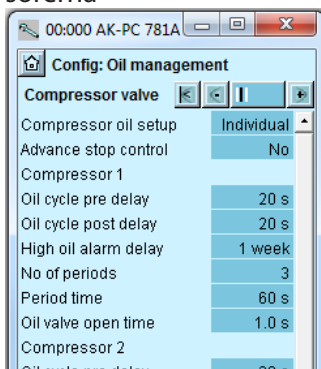 00:000 AK-PC 781A
Config: Oil management
Compressor valve
Compressor oil setup Individual
Advance stop control No
Compressor 1
Oil cycle pre delay 20 s
Oil cycle post delay 20 s
High oil alarm delay 1 week
No of periods 3
Period time 60 s
Oil valve open time 1.0 s
Compressor 2